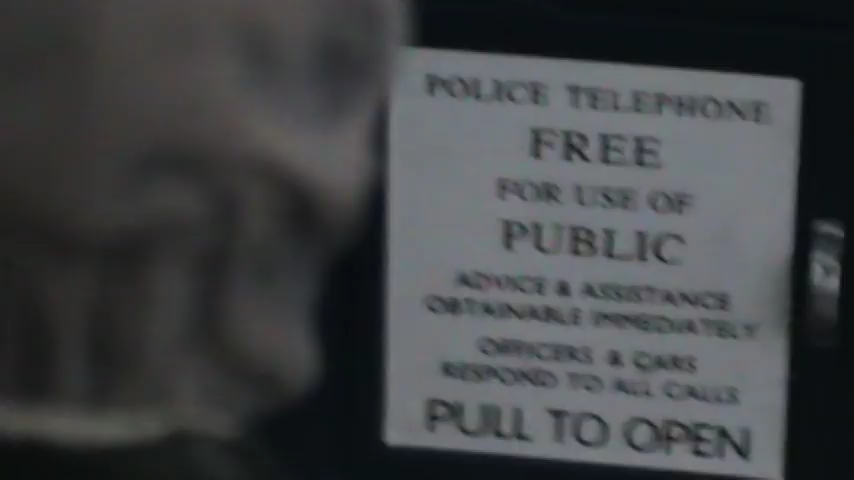 POLICE TELEPHONE
FREE
FOR USE OF
PUBLIC
ADVICE & ASSISTANCE
OBTAINABLE IMMEDIATELY
OFFICERS & CARS
RESPOND TO ALL CALLS
PULL TO OPEN